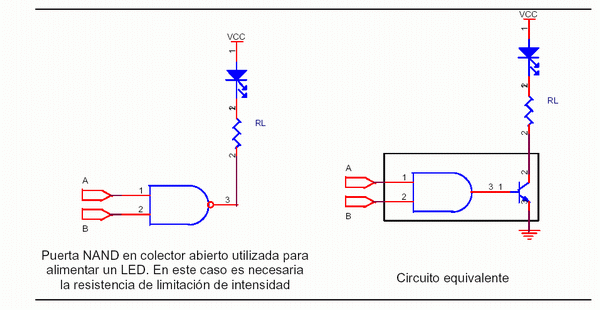 VCC
1
2
RL
2
A
1
3
2
B
Puerta NAND en colector abierto utilizada para
alimentar un LED. En este caso es necesaria
la resistencia de limitación de intensidad
VCC
1
2
RL
2
A
1
2
3 1
2
B
Circuito equivalente